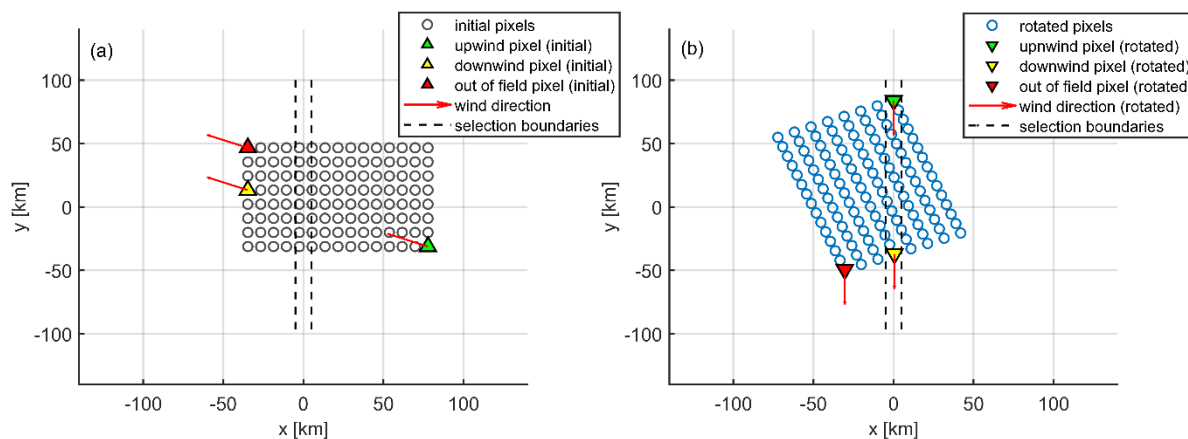 (a)
initial pixels
upwind pixel (initial)
downwind pixel (initial)
out of field pixel (initial)
wind direction
selection boundaries
100
50
0
-50
-100
y [km]
-100
-50
0
50
100
x [km]
(b)
rotated pixels
upnwind pixel (rotated)
downwind pixel (rotated)
out of field pixel (rotated)
wind direction (rotated)
selection boundaries
100
50
0
-50
-100
y [km]
-100
-50
0
50
100
x [km]